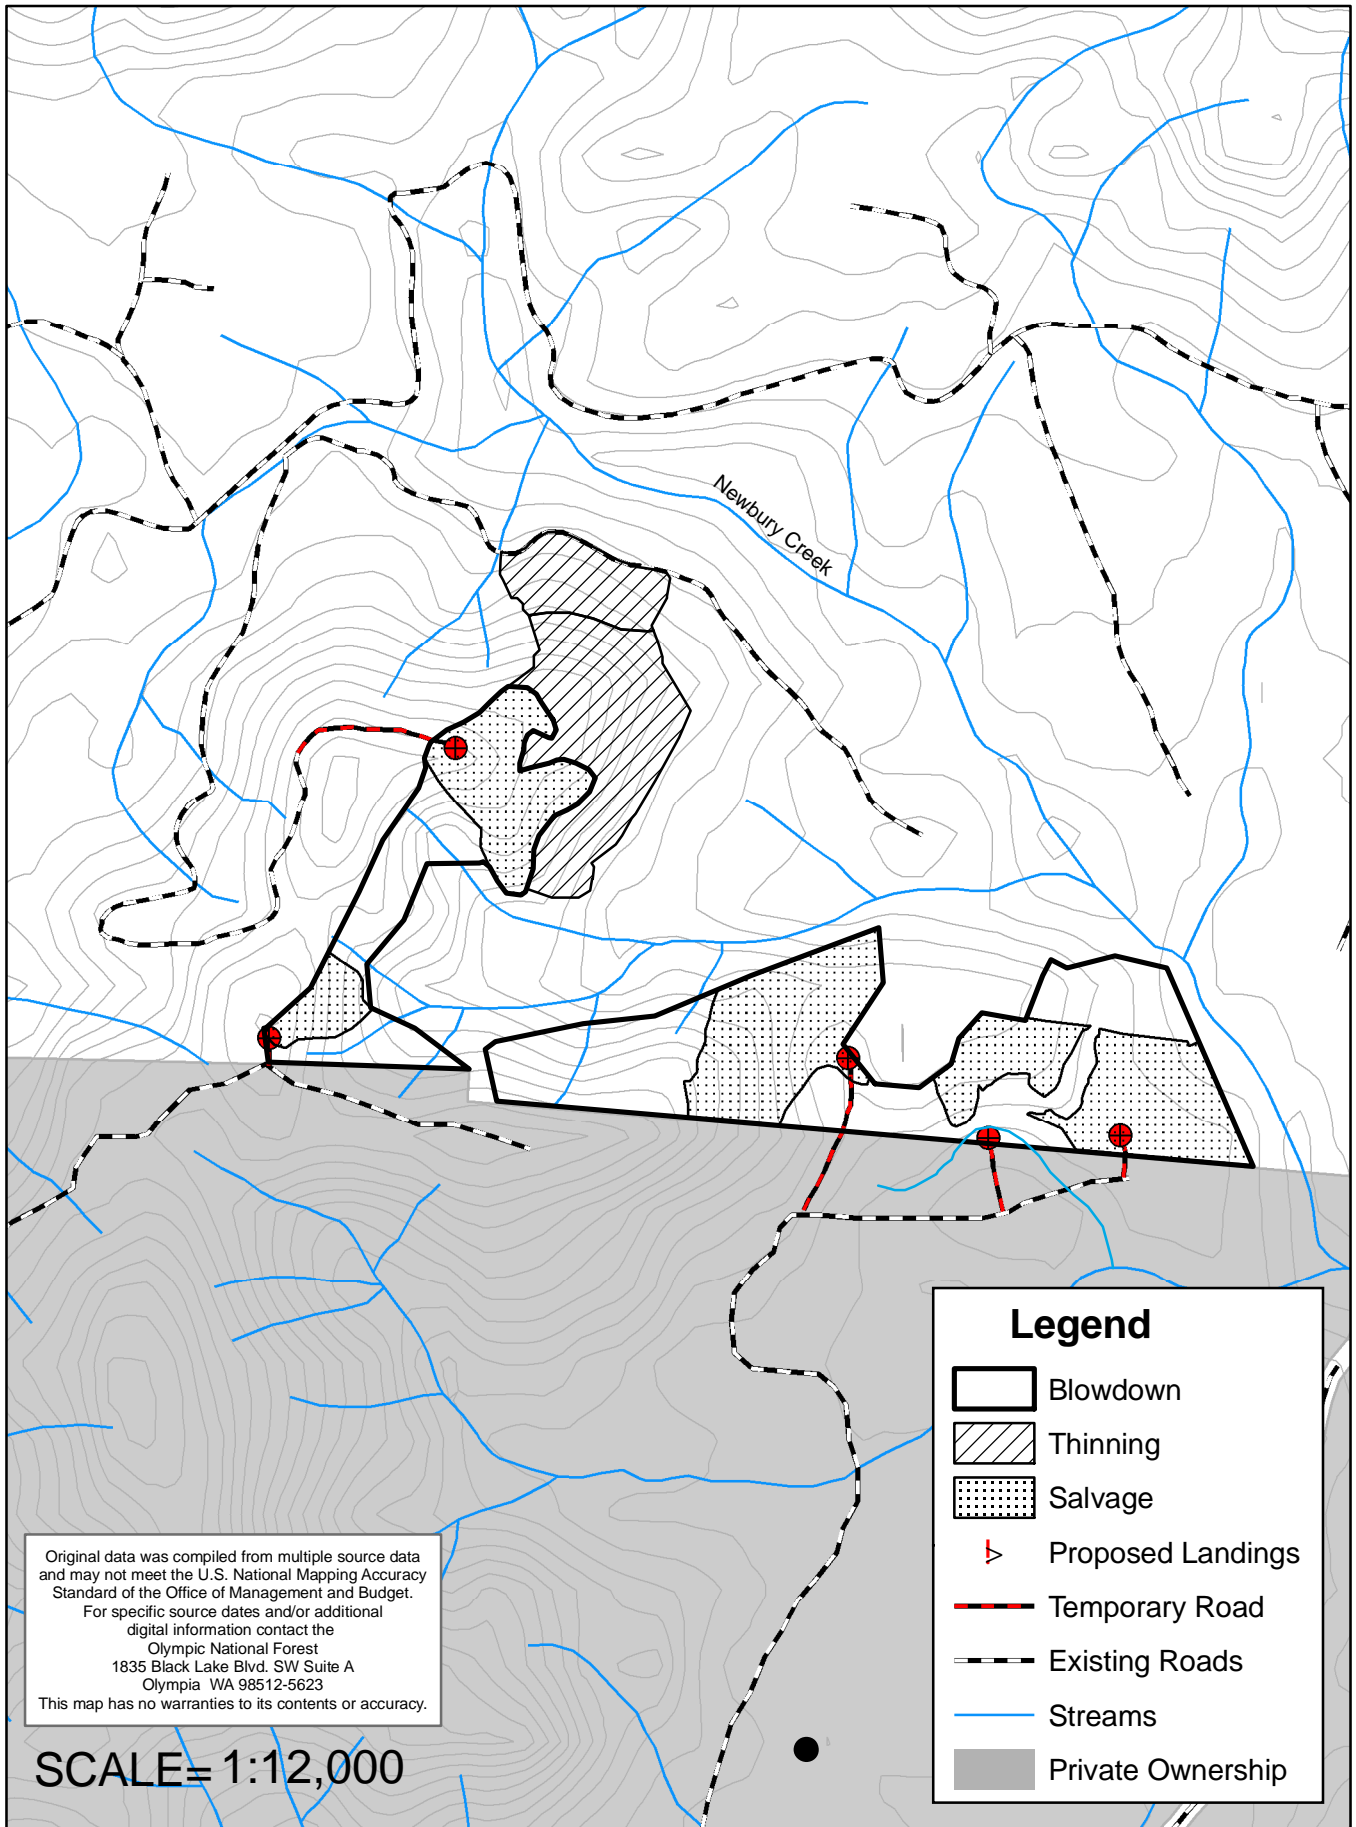 Newbury Creek
Legend
Blowdown
Thinning
Salvage
Proposed Landings
Temporary Road
Existing Roads
Streams
Private Ownership
Original data was compiled from multiple source data
and may not meet the U.S. National Mapping Accuracy
Standard of the Office of Management and Budget.
For specific source dates and/or additional
digital information contact the
Olympic National Forest
1835 Black Lake Blvd. SW Suite A
Olympia WA 98512-5623
This map has no warranties to its contents or accuracy.
SCALE= 1:12,000